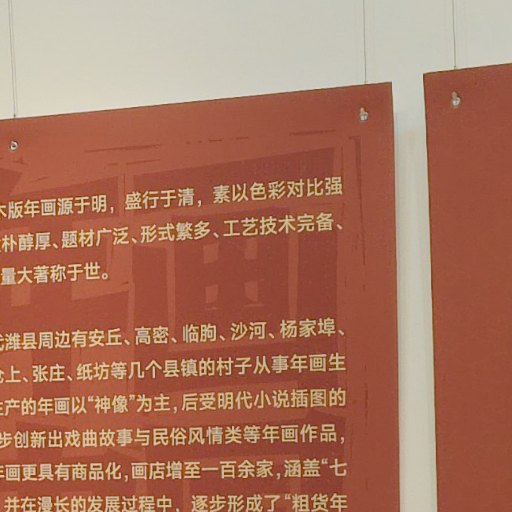 木版年画源于明，盛行于清，素以色彩对比强
朴醇厚、题材广泛、形式繁多、工艺技术完备、
量大著称于世。
潍县周边有安丘、高密、临朐、沙河、杨家埠、
上、张庄、纸坊等几个县镇的村子从事年画生
生产的年画以“神像”为主，后受明代小说插图的
步创新出戏曲故事与民俗风情类等年画作品，
年画更具有商品化，画店增至一百余家，涵盖“七
并在漫长的发展过程中，逐步形成了“粗货年